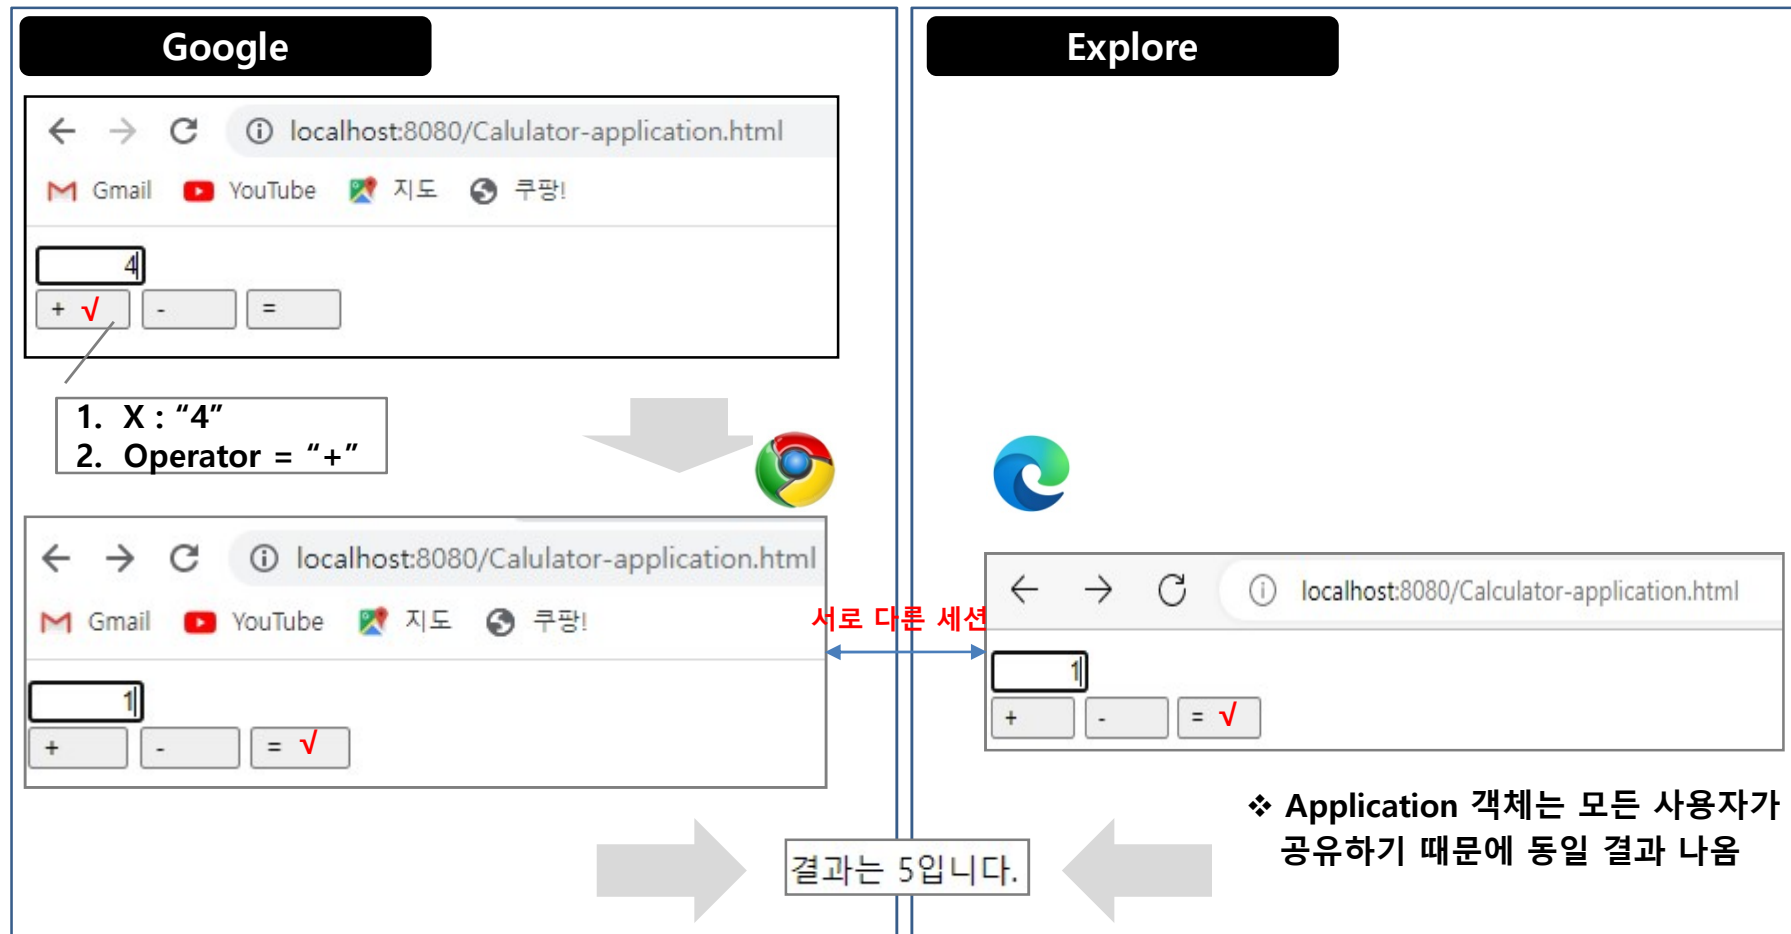 Google
localhost:8080/Calulator-application.html
Gmail YouTube 지도 쿠팡!
4
+ √ - =
1. X : “4”
2. Operator = “+”
localhost:8080/Calulator-application.html
Gmail YouTube 지도 쿠팡!
1
+ - = √
서로 다른 세션
Explore
localhost:8080/Calculator-application.html
1
+ - = √
❖ Application 객체는 모든 사용자가
공유하기 때문에 동일 결과 나옴
결과는 5입니다.